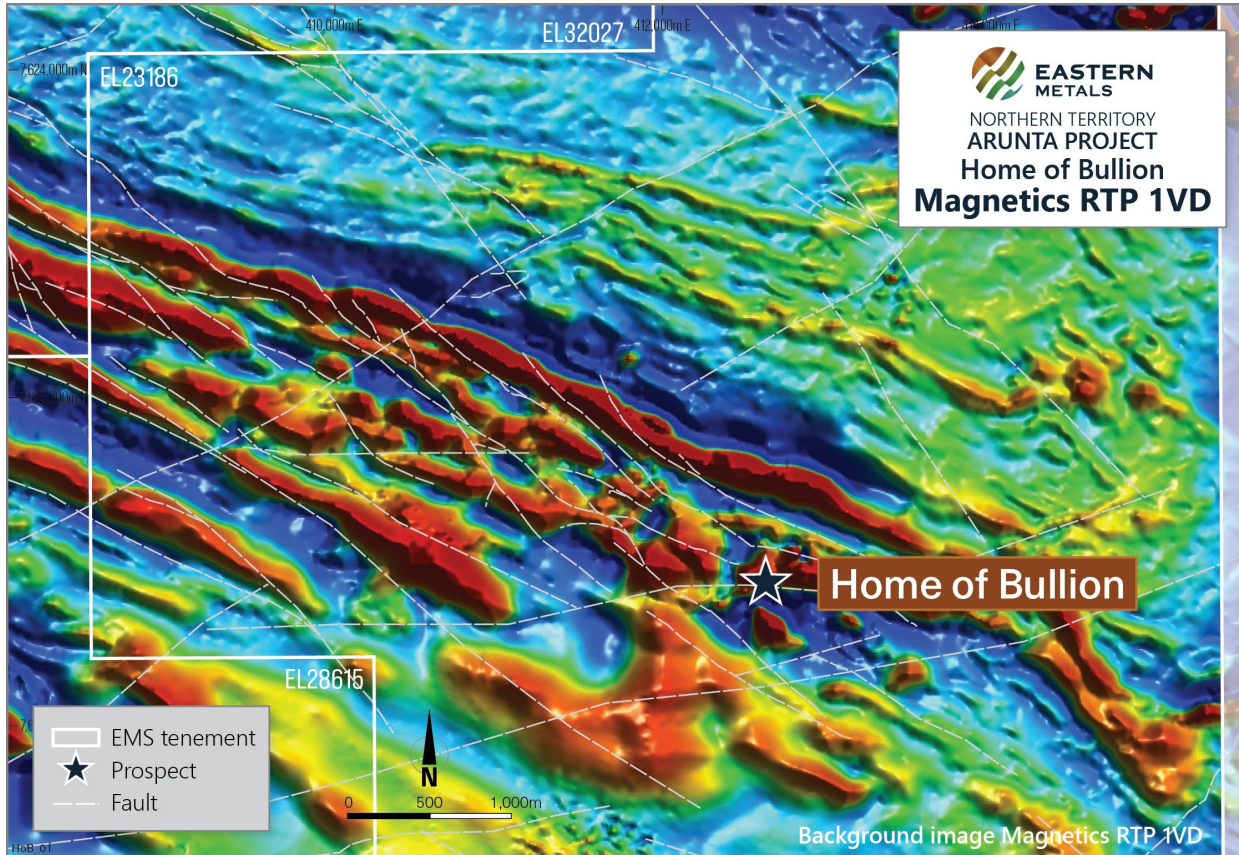 410,000m E
412,000m E
EL32027
7,624,000m N
EL23186
EASTERN
METALS
NORTHERN TERRITORY
ARUNTA PROJECT
Home of Bullion
Magnetics RTP 1VD
Home of Bullion
EL28615
EMS tenement
Prospect
Fault
N
0 500 1,000m
Background image Magnetics RTP 1VD
HoB_01